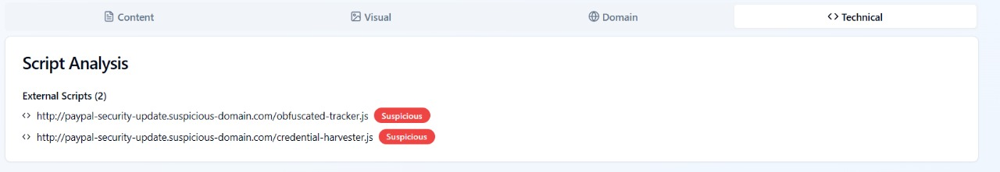 Content Visual Domain Technical
Script Analysis
External Scripts (2)
http://paypal-security-update.suspicious-domain.com/obfuscated-tracker.js Suspicious
http://paypal-security-update.suspicious-domain.com/credential-harvester.js Suspicious